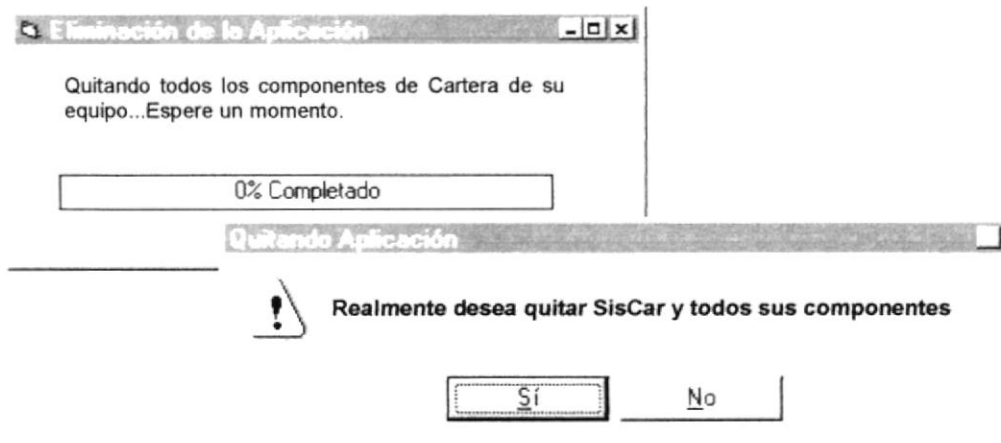 Eliminación de la Aplicación
Quitando todos los componentes de Cartera de su
equipo...Espere un momento.
0% Completado
Quitando Aplicación
Realmente desea quitar SisCar y todos sus componentes
Sí
No